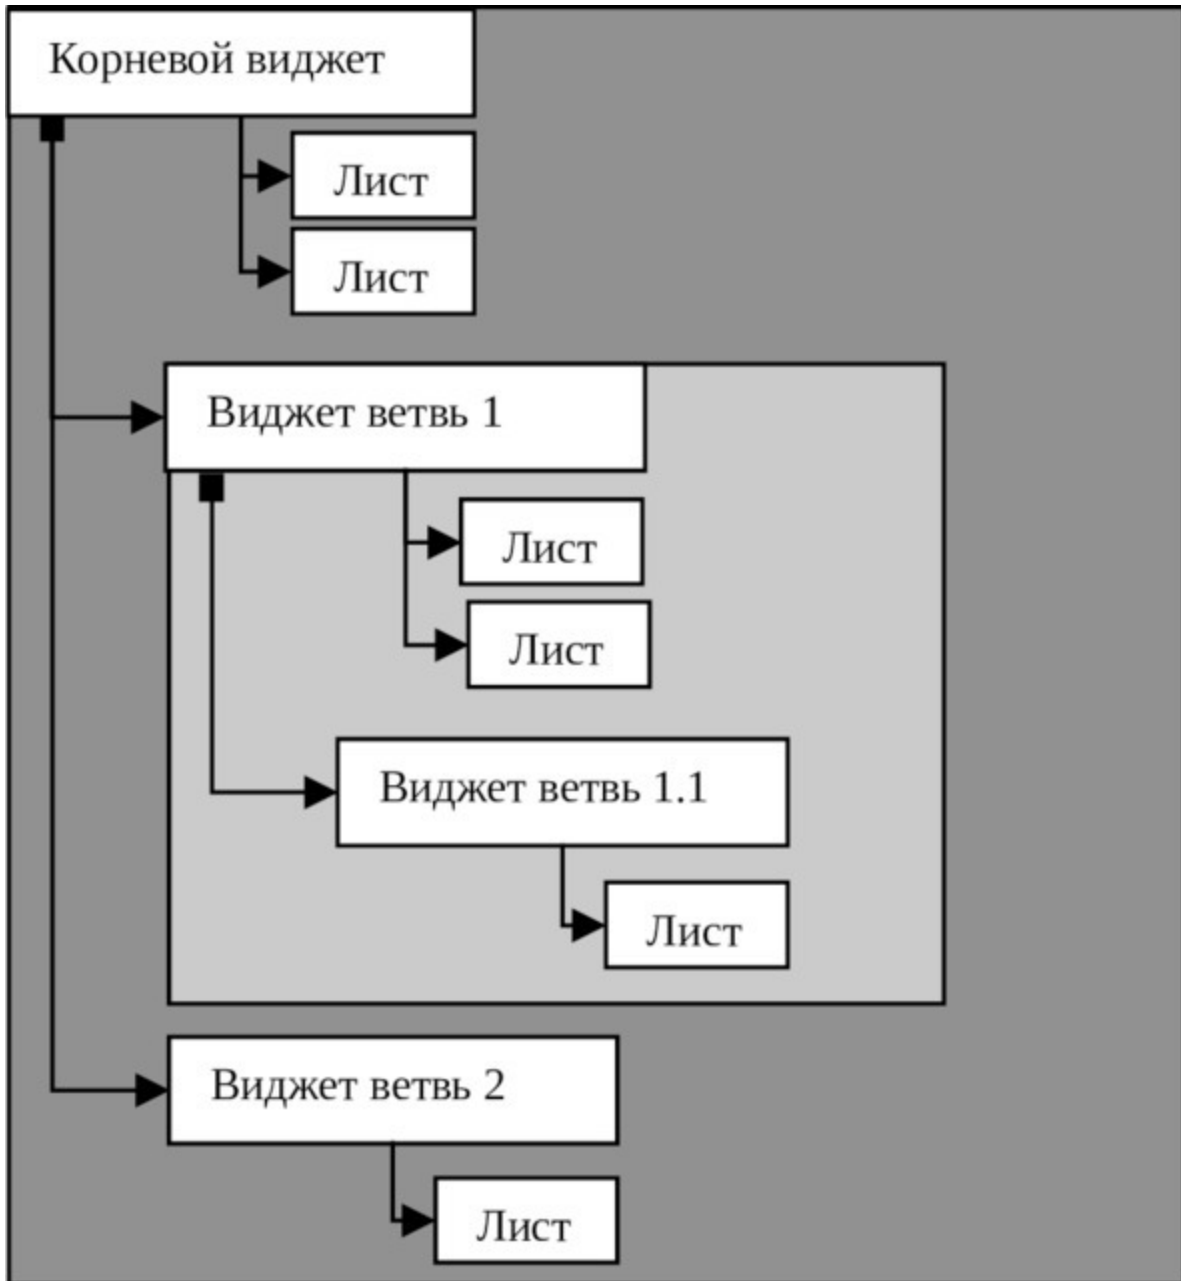 Корневой виджет
Лист
Лист
Виджет ветвь 1
Лист
Лист
Виджет ветвь 1.1
Лист
Виджет ветвь 2
Лист